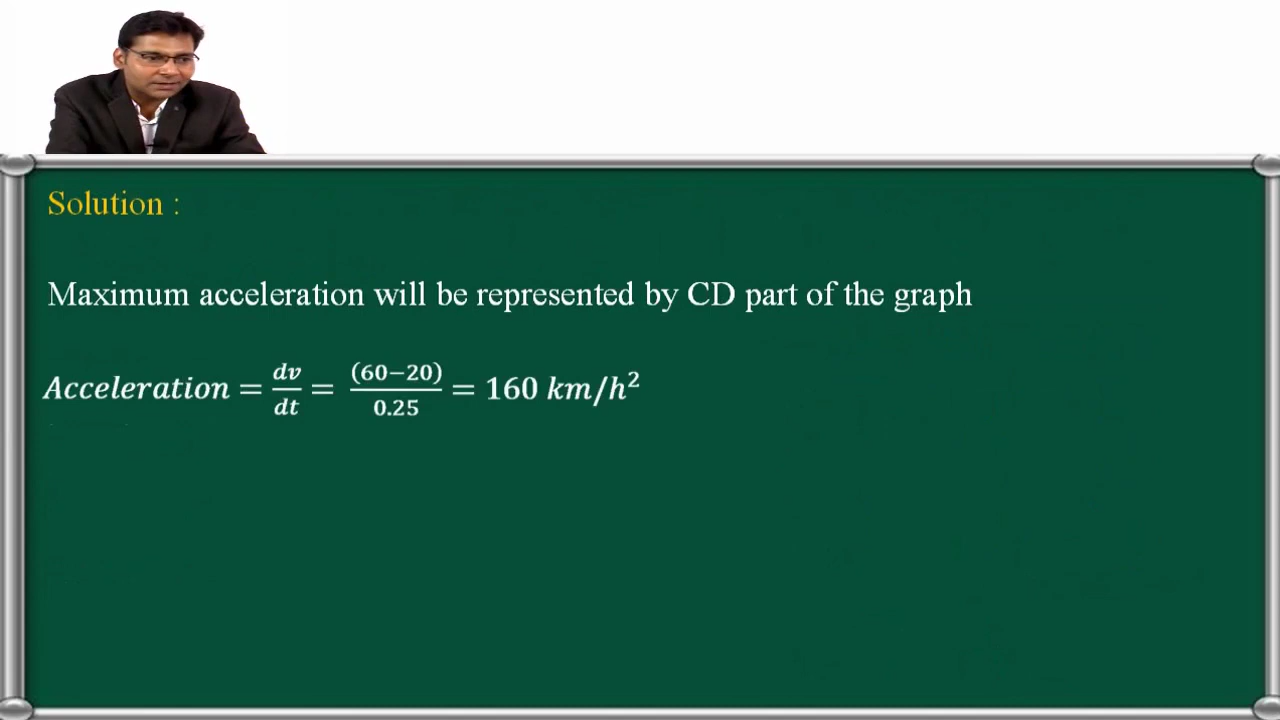 Solution :
Maximum acceleration will be represented by CD part of the graph
Acceleration = dv/dt = (60−20)/0.25 = 160 km/h²